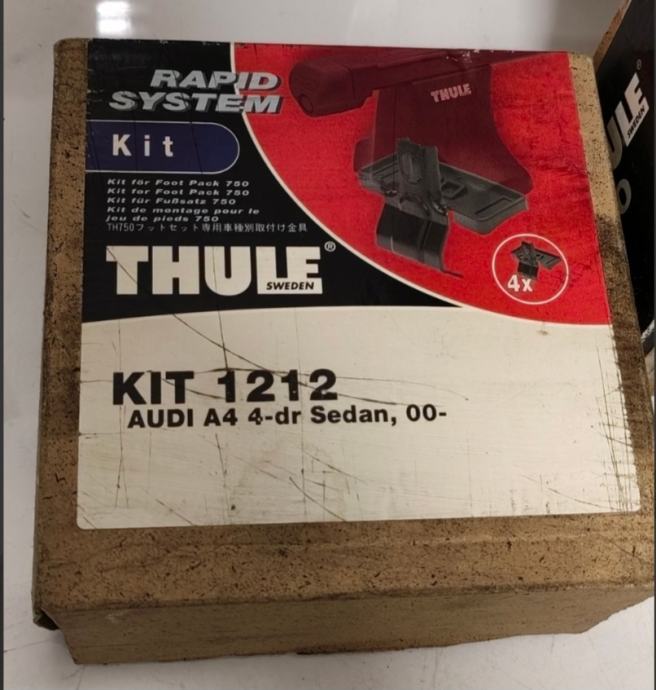 RAPID
SYSTEM
Kit
Kit för Foot Pack 750
Kit for Foot Pack 750
Kit für Fußsatz 750
Kit de montage pour le
jeu de pieds 750
TH750フットセット専用車種別取付け金具
THULE®
SWEDEN
THULE
4x
KIT 1212
AUDI A4 4-dr Sedan, 00-
ULE®
SWEDEN